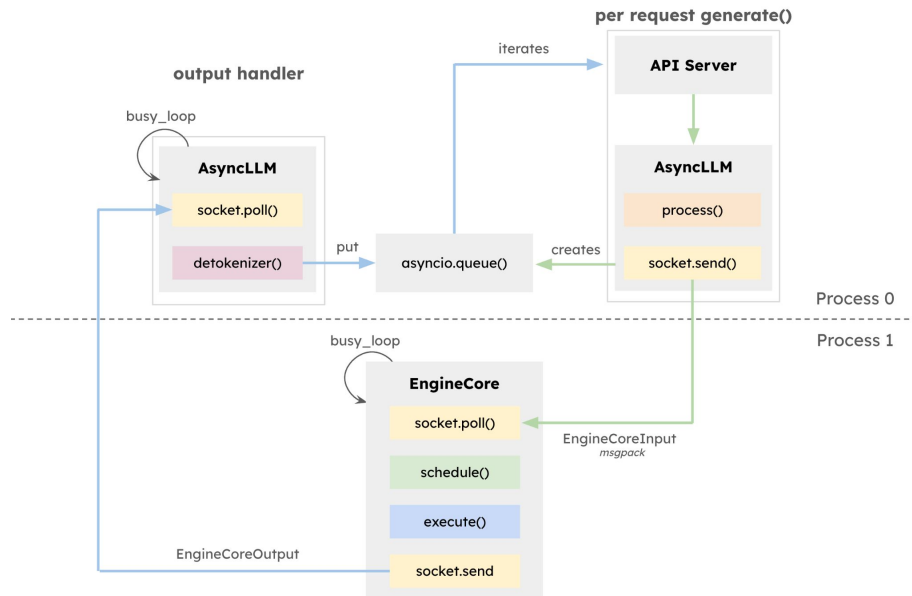 per request generate()
iterates
API Server
output handler
busy_loop
AsyncLLM
socket.poll()
detokenizer()
put
asyncio.queue()
creates
AsyncLLM
process()
socket.send()
Process 0
Process 1
busy_loop
EngineCore
socket.poll()
EngineCoreInput
msgpack
schedule()
execute()
EngineCoreOutput
socket.send